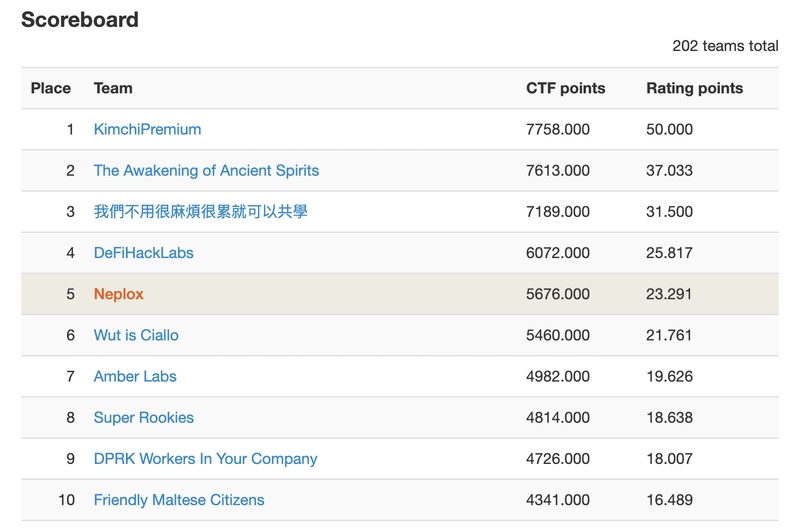 Scoreboard
202 teams total
Place Team CTF points Rating points
1 KimchiPremium 7758.000 50.000
2 The Awakening of Ancient Spirits 7613.000 37.033
3 我們不用很麻煩很累就可以共學 7189.000 31.500
4 DeFiHackLabs 6072.000 25.817
5 Neplox 5676.000 23.291
6 Wut is Ciallo 5460.000 21.761
7 Amber Labs 4982.000 19.626
8 Super Rookies 4814.000 18.638
9 DPRK Workers In Your Company 4726.000 18.007
10 Friendly Maltese Citizens 4341.000 16.489